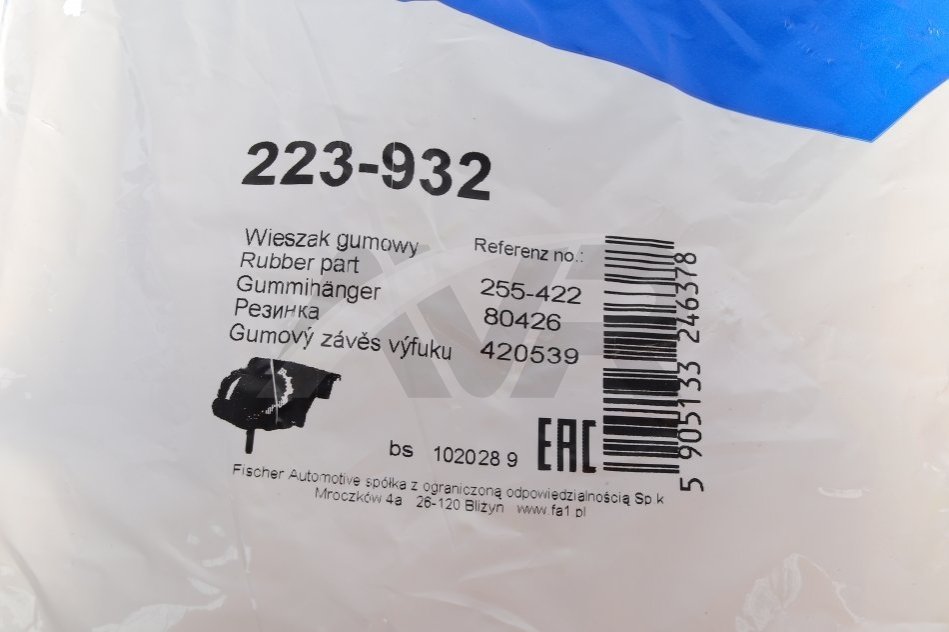 223-932
Wieszak gumowy
Rubber part
Gummihänger
Резинка
Gumový závěs výfuku
Referenz no.:
255-422
80426
420539
5 905133 246378
bs 102028 9
EAC
Fischer Automotive spółka z ograniczoną odpowiedzialnością Sp k
Mroczków 4a 26-120 Bliżyn www.fa1.pl